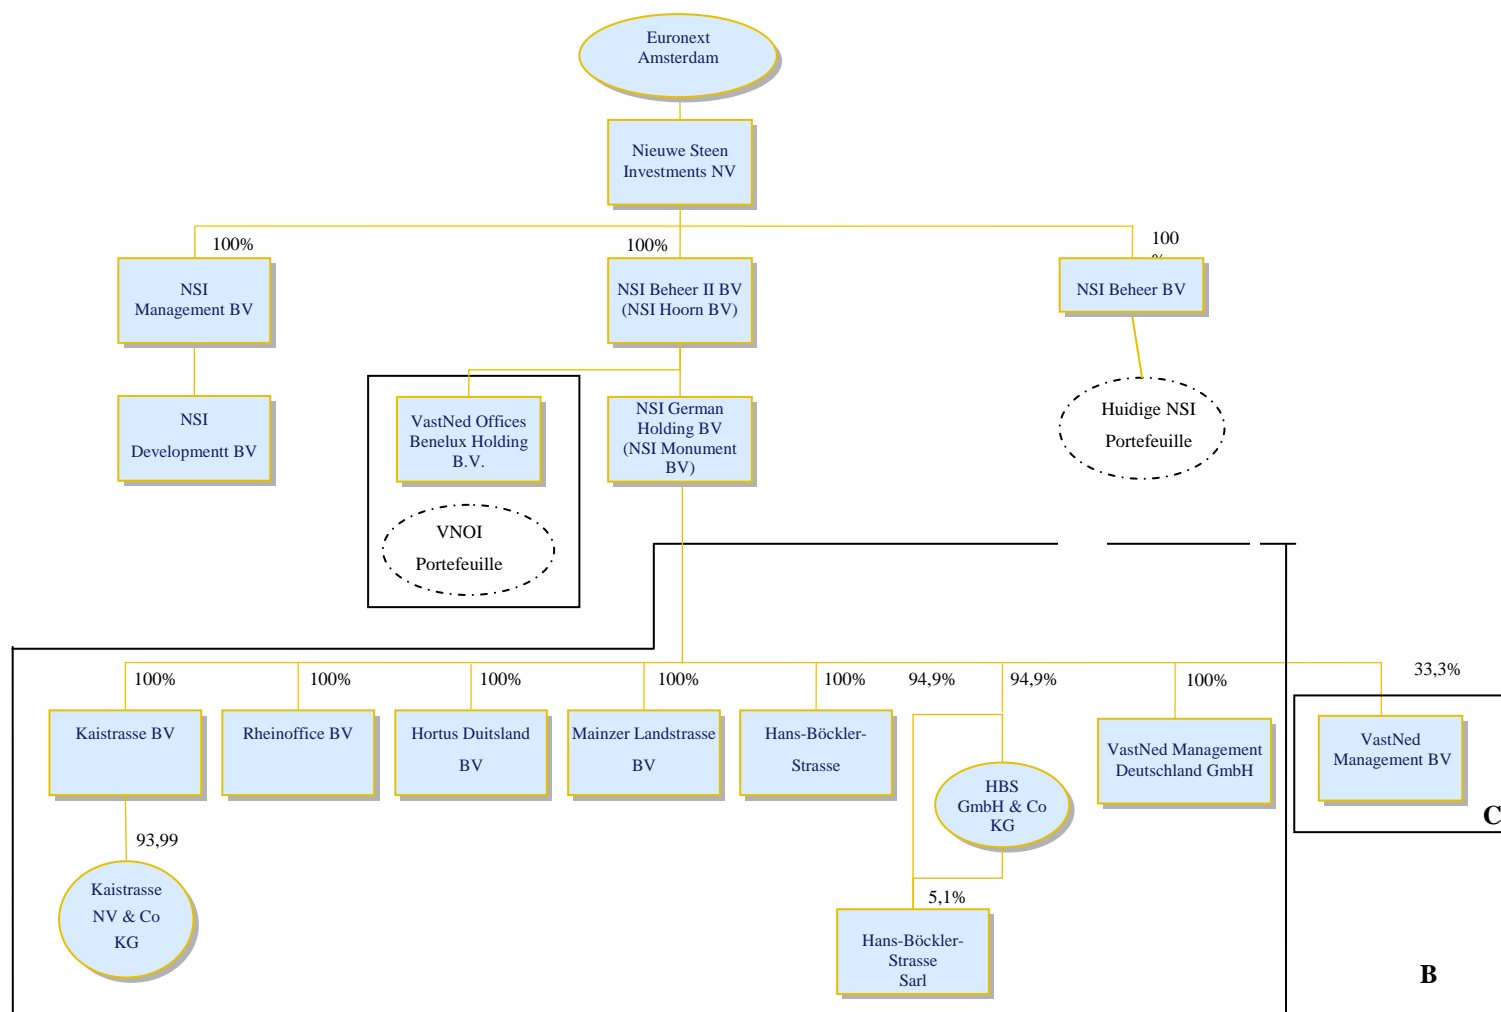 Euronext
Amsterdam
Nieuwe Steen
Investments NV
100%
100%
100
%
NSI
Management BV
NSI Beheer II BV
(NSI Hoorn BV)
NSI Beheer BV
NSI
Developmentt BV
VastNed Offices
Benelux Holding
B.V.
NSI German
Holding BV
(NSI Monument
BV)
Huidige NSI
Portefeuille
VNOI
Portefeuille
100%
100%
100%
100%
100%
94,9%
94,9%
100%
33,3%
Kaistrasse BV
Rheinoffice BV
Hortus Duitsland
BV
Mainzer Landstrasse
BV
Hans-Böckler-
Strasse
HBS
GmbH & Co
KG
VastNed Management
Deutschland GmbH
VastNed
Management BV
C
93,99
Kaistrasse
NV & Co
KG
5,1%
Hans-Böckler-
Strasse
Sarl
B